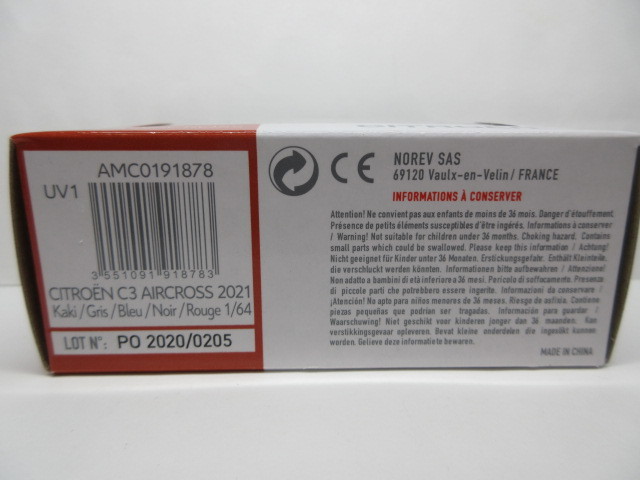 AMC0191878
UV1
3 551091 918783
CITROËN C3 AIRCROSS 2021
Kaki/Gris/Bleu/Noir/Rouge 1/64
LOT N°: PO 2020/0205
CE
NOREV SAS
69120 Vaulx-en-Velin / FRANCE
INFORMATIONS À CONSERVER
Attention! Ne convient pas aux enfants de moins de 36 mois. Danger d'étouffement.
Présence de petits éléments susceptibles d'être ingérés. Informations à conserver
/ Warning! Not suitable for children under 36 months. Choking hazard: Contains
small parts which could be swallowed. Please keep this information / Achtung!
Nicht geeignet für Kinder unter 36 Monaten. Erstickungsgefahr. Enthält Kleinteile,
die verschluckt werden könnten. Informationen bitte aufbewahren / Attenzione!
Non adatto a bambini di età inferiore a 36 mesi. Pericolo di soffocamento. Presenza
di piccole parti che potrebbero essere ingerite. Informazioni da conservare /
¡Atención! No apto para niños menores de 36 meses. Riesgo de asfixia. Contiene
piezas pequeñas que podrían ser tragadas. Información para guardar /
Waarschuwing! Niet geschikt voor kinderen jonger dan 36 maanden. Kan
verstikkingsgevaar opleveren. Bevat kleine onderdelen die ingeslikt kunnen
worden. Gelieve deze informatie te bewaren.
MADE IN CHINA